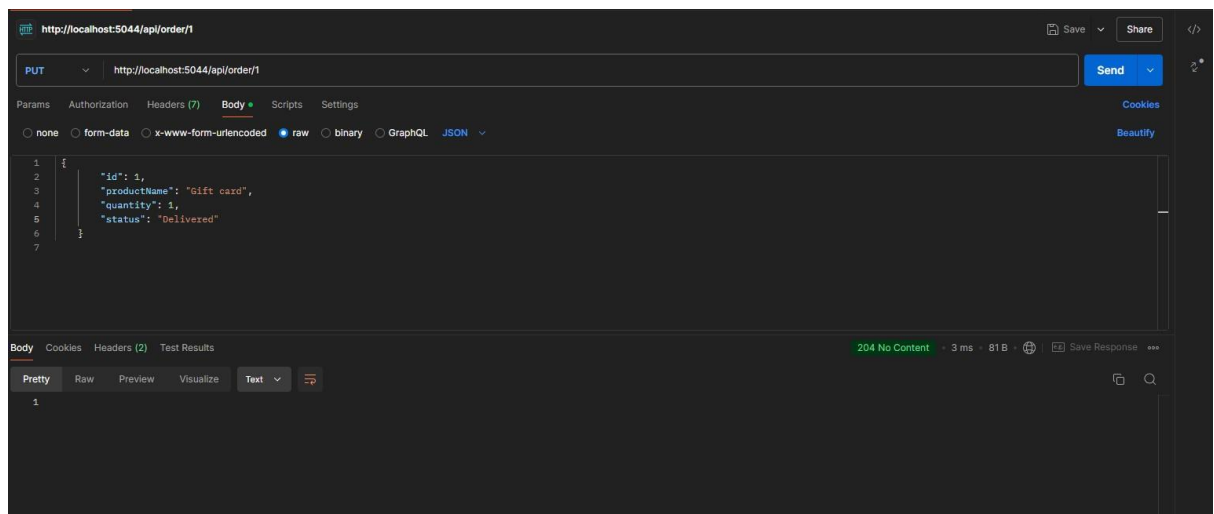 HTTP http://localhost:5044/api/order/1 Save Share </>
PUT http://localhost:5044/api/order/1 Send
Params Authorization Headers (7) Body Scripts Settings Cookies
none form-data x-www-form-urlencoded raw binary GraphQL JSON Beautify
1 {
2 "id": 1,
3 "productName": "Gift card",
4 "quantity": 1,
5 "status": "Delivered"
6 }
7
Body Cookies Headers (2) Test Results 204 No Content • 3 ms • 81 B • Save Response
Pretty Raw Preview Visualize Text
1